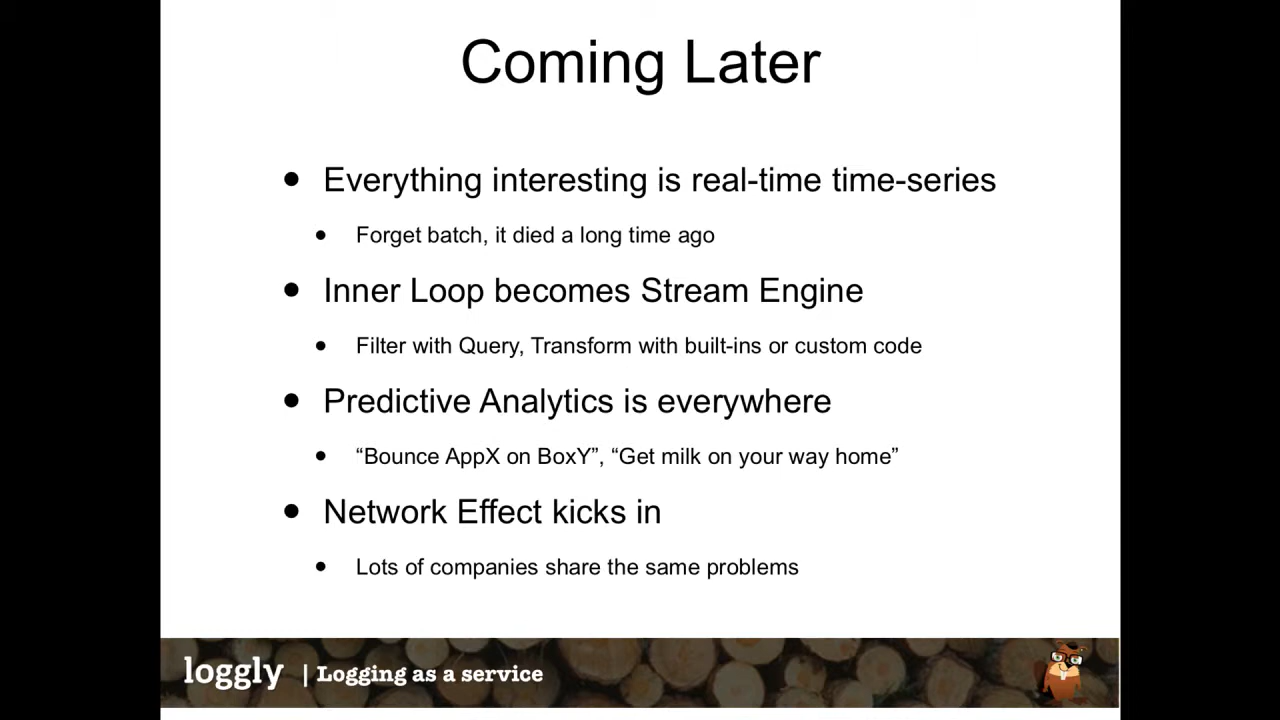 Coming Later
• Everything interesting is real-time time-series
• Forget batch, it died a long time ago
• Inner Loop becomes Stream Engine
• Filter with Query, Transform with built-ins or custom code
• Predictive Analytics is everywhere
• “Bounce AppX on BoxY”, “Get milk on your way home”
• Network Effect kicks in
• Lots of companies share the same problems
loggly | Logging as a service